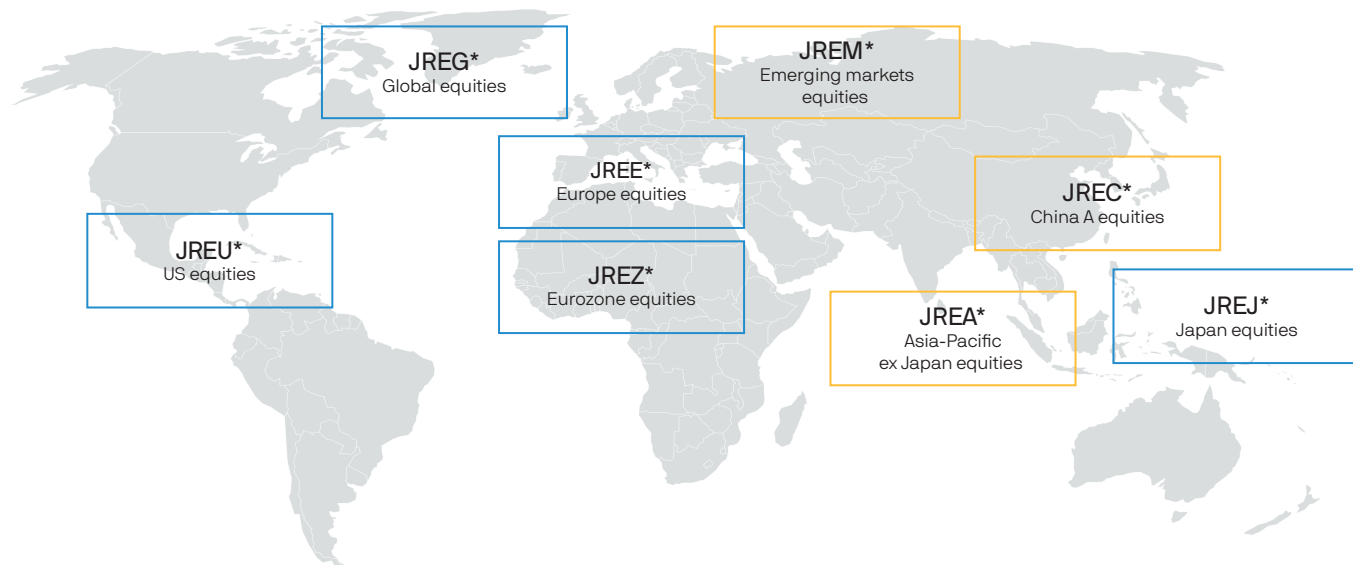 JREG*
Global equities
JREM*
Emerging markets
equities
JREE*
Europe equities
JREC*
China A equities
JREU*
US equities
JREZ*
Eurozone equities
JREA*
Asia-Pacific
ex Japan equities
JREJ*
Japan equities